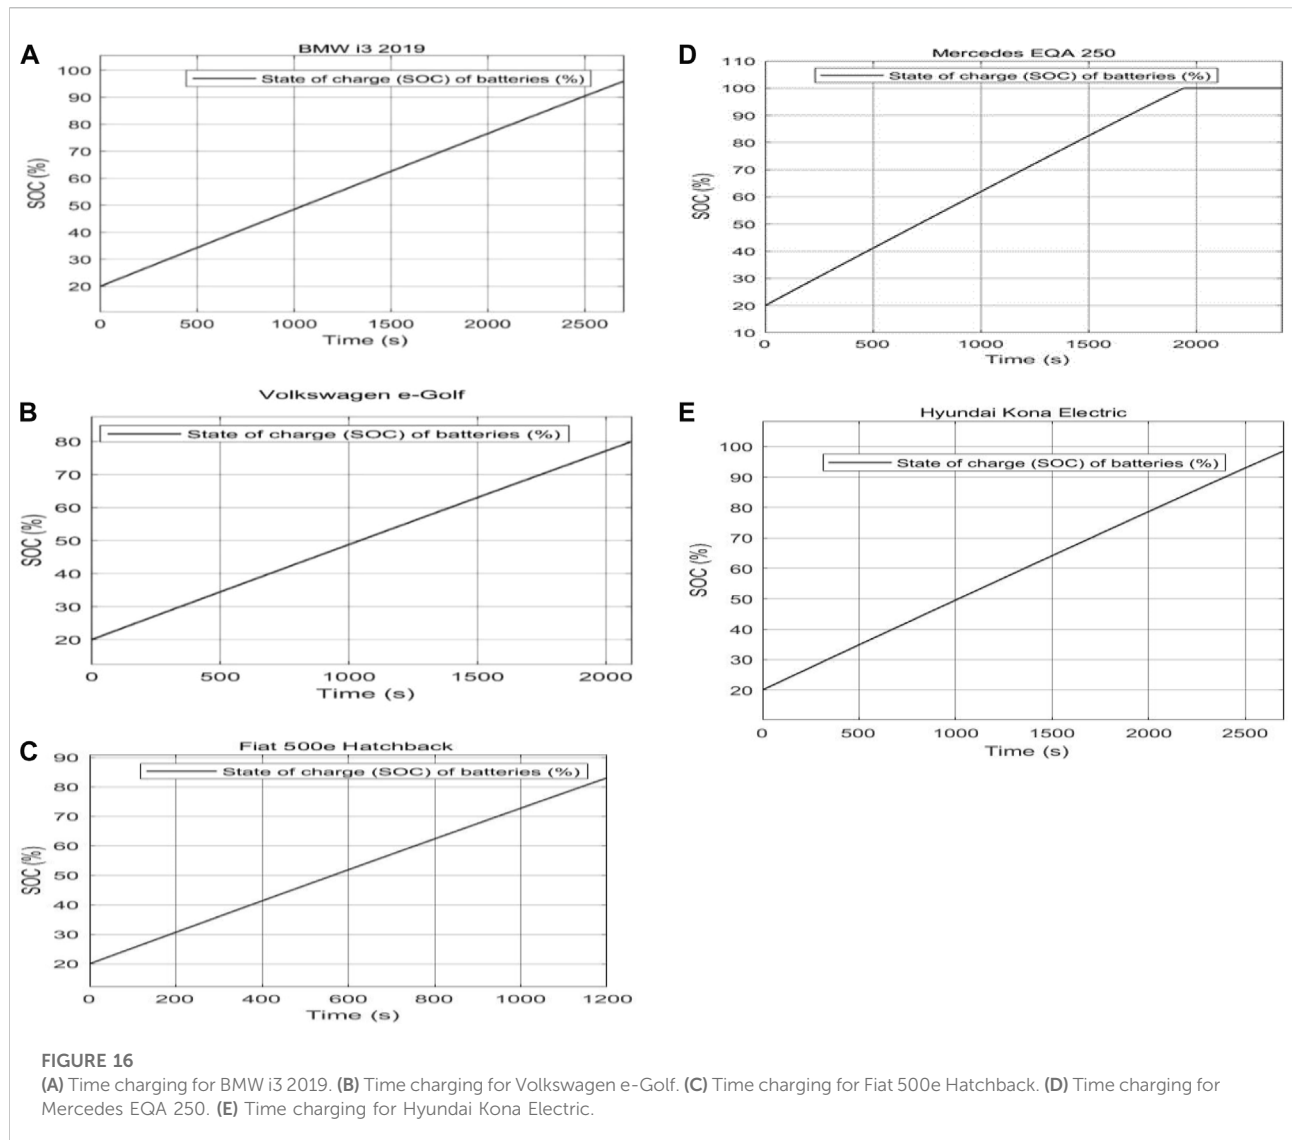 A
BMW i3 2019
State of charge (SOC) of batteries (%)
SOC (%)
100
90
80
70
60
50
40
30
20
0 500 1000 1500 2000 2500
Time (s)
B
Volkswagen e-Golf
State of charge (SOC) of batteries (%)
SOC (%)
80
70
60
50
40
30
20
0 500 1000 1500 2000
Time (s)
C
Fiat 500e Hatchback
State of charge (SOC) of batteries (%)
SOC (%)
90
80
70
60
50
40
30
20
0 200 400 600 800 1000 1200
Time (s)
D
Mercedes EQA 250
State of charge (SOC) of batteries (%)
SOC (%)
110
100
90
80
70
60
50
40
30
20
10
0 500 1000 1500 2000
Time (s)
E
Hyundai Kona Electric
State of charge (SOC) of batteries (%)
SOC (%)
100
90
80
70
60
50
40
30
20
0 500 1000 1500 2000 2500
Time (s)
FIGURE 16
(A) Time charging for BMW i3 2019. (B) Time charging for Volkswagen e-Golf. (C) Time charging for Fiat 500e Hatchback. (D) Time charging for
Mercedes EQA 250. (E) Time charging for Hyundai Kona Electric.